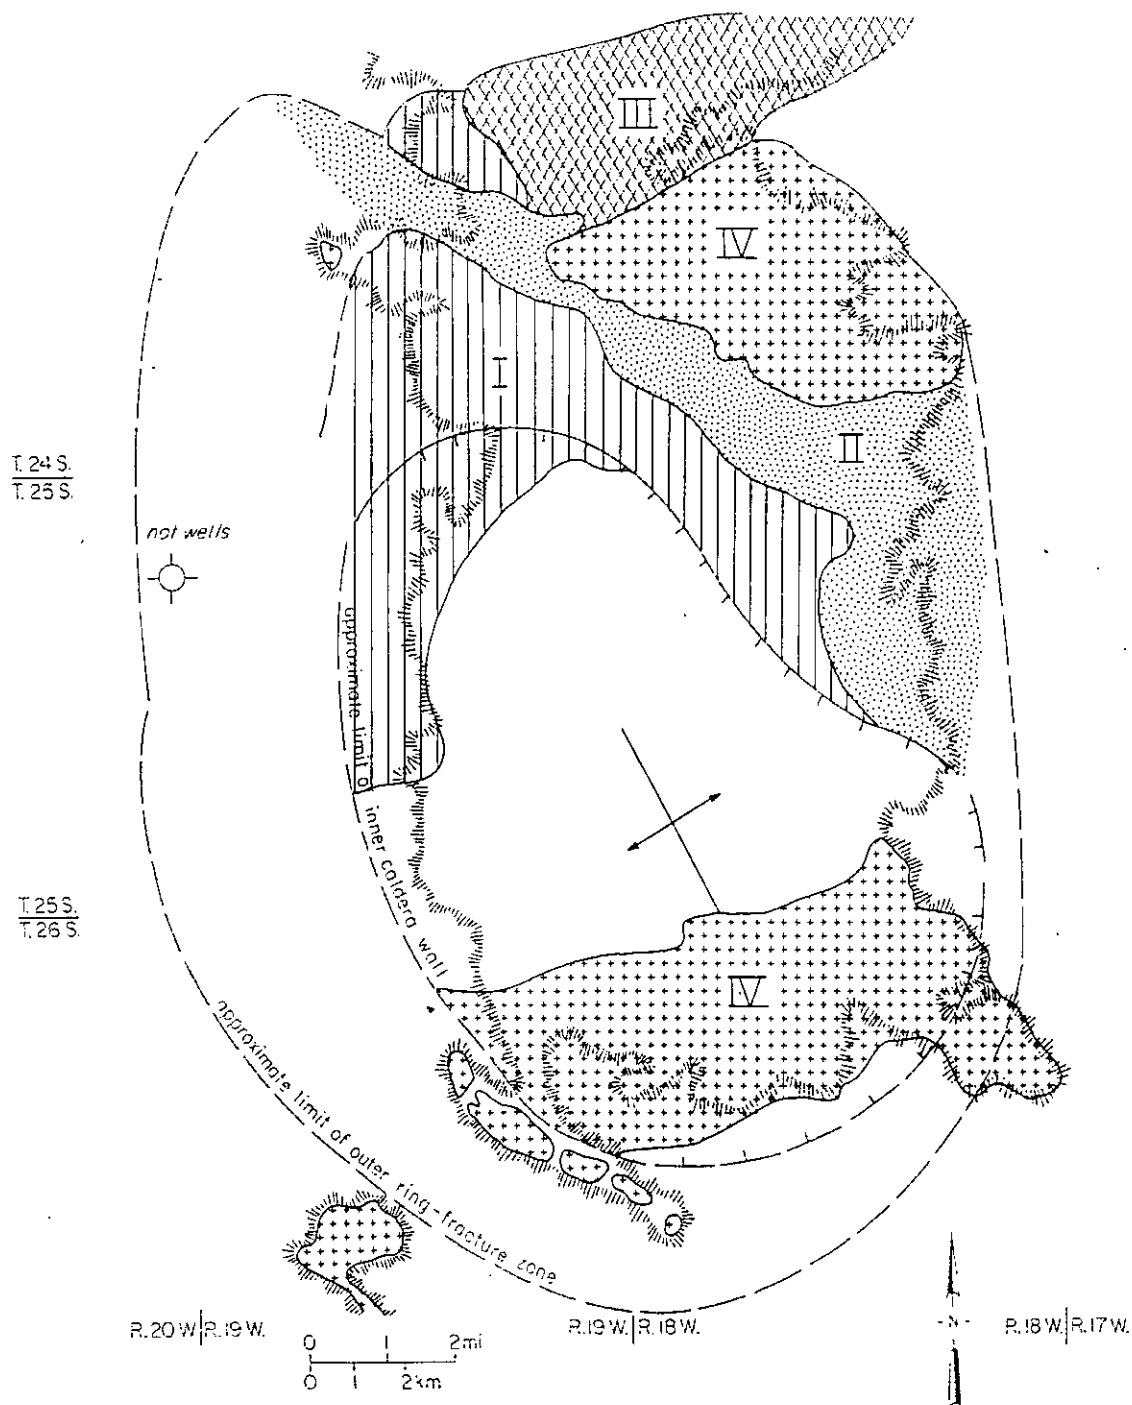 III
IV
I
II
T. 24 S.
T. 25 S.
hot wells
approximate limit of inner caldera wall
T. 25 S.
T. 26 S.
IV
approximate limit of outer ring-fracture zone
R. 20 W. R. 19 W.
R. 19 W. R. 18 W.
-N-
R. 18 W. R. 17 W.
0 1 2 mi
0 1 2 km